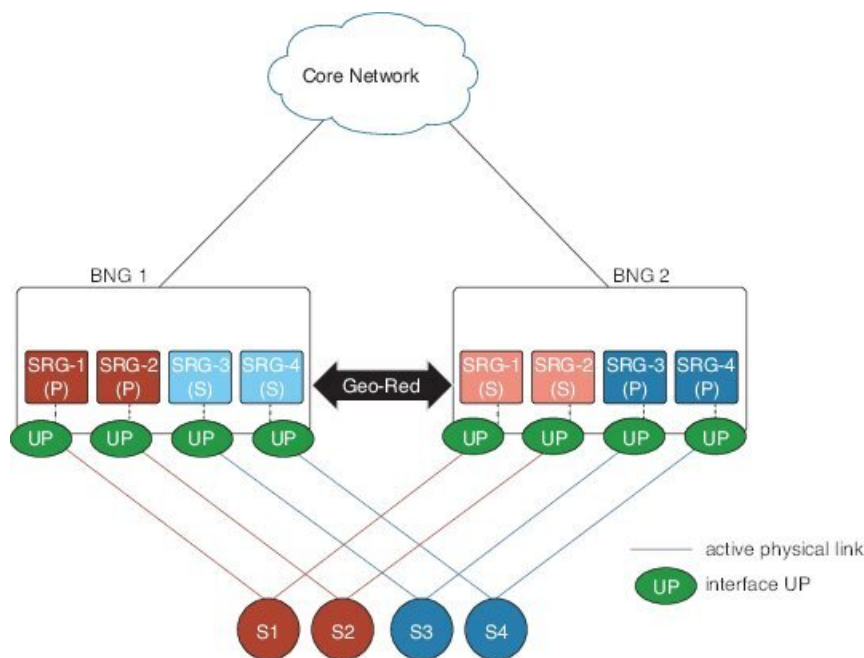 Core Network
BNG 1
BNG 2
SRG-1
(P)
SRG-2
(P)
SRG-3
(S)
SRG-4
(S)
Geo-Red
SRG-1
(S)
SRG-2
(S)
SRG-3
(P)
SRG-4
(P)
UP
UP
UP
UP
UP
UP
UP
UP
active physical link
UP interface UP
S1
S2
S3
S4